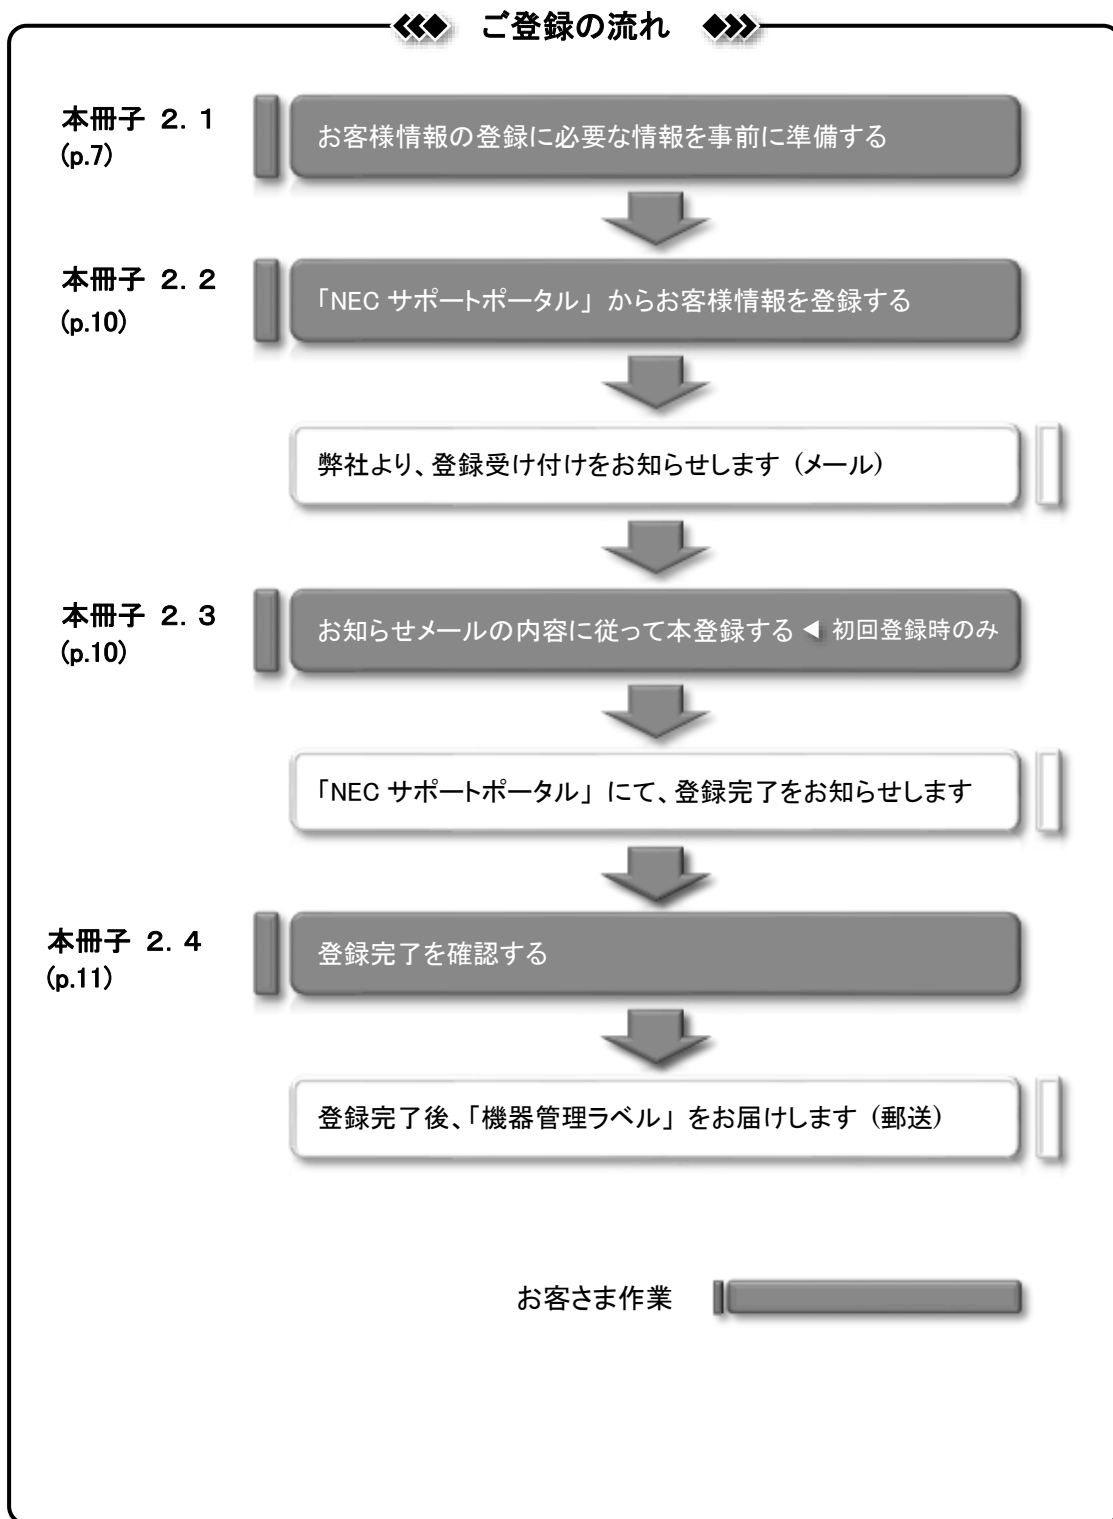 ご登録の流れ
本冊子 2.1
(p.7)
お客様情報の登録に必要な情報を事前に準備する
本冊子 2.2
(p.10)
「NEC サポートポータル」 からお客様情報を登録する
弊社より、登録受け付けをお知らせします (メール)
本冊子 2.3
(p.10)
お知らせメールの内容に従って本登録する ◀ 初回登録時のみ
「NEC サポートポータル」 にて、登録完了をお知らせします
本冊子 2.4
(p.11)
登録完了を確認する
登録完了後、「機器管理ラベル」 をお届けします (郵送)
お客さま作業